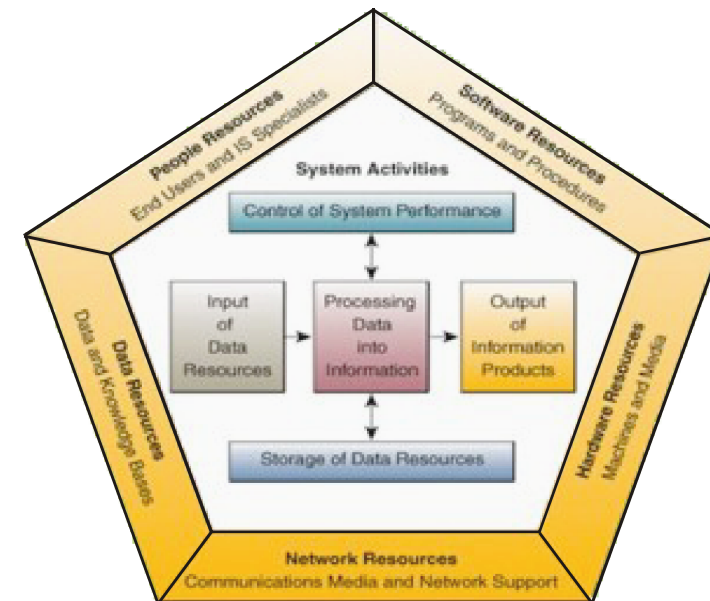 People Resources
End Users and IS Specialists
Software Resources
Programs and Procedures
System Activities
Control of System Performance
Input
of
Data
Resources
Processing
Data
into
Information
Output
of
Information
Products
Storage of Data Resources
Data Resources
Data and Knowledge Bases
Hardware Resources
Machines and Media
Network Resources
Communications Media and Network Support